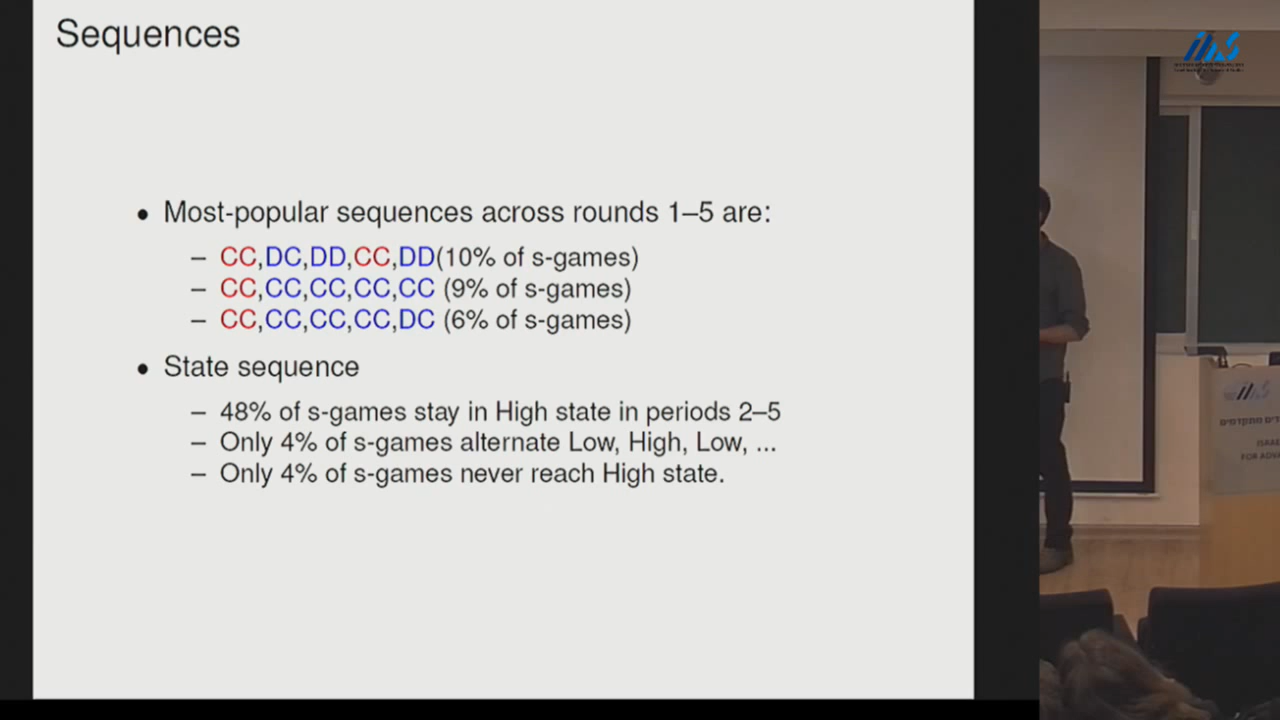 Sequences
• Most-popular sequences across rounds 1–5 are:
– CC,DC,DD,CC,DD(10% of s-games)
– CC,CC,CC,CC,CC (9% of s-games)
– CC,CC,CC,CC,DC (6% of s-games)
• State sequence
– 48% of s-games stay in High state in periods 2–5
– Only 4% of s-games alternate Low, High, Low, ...
– Only 4% of s-games never reach High state.
ISRAE
FOR ADVA